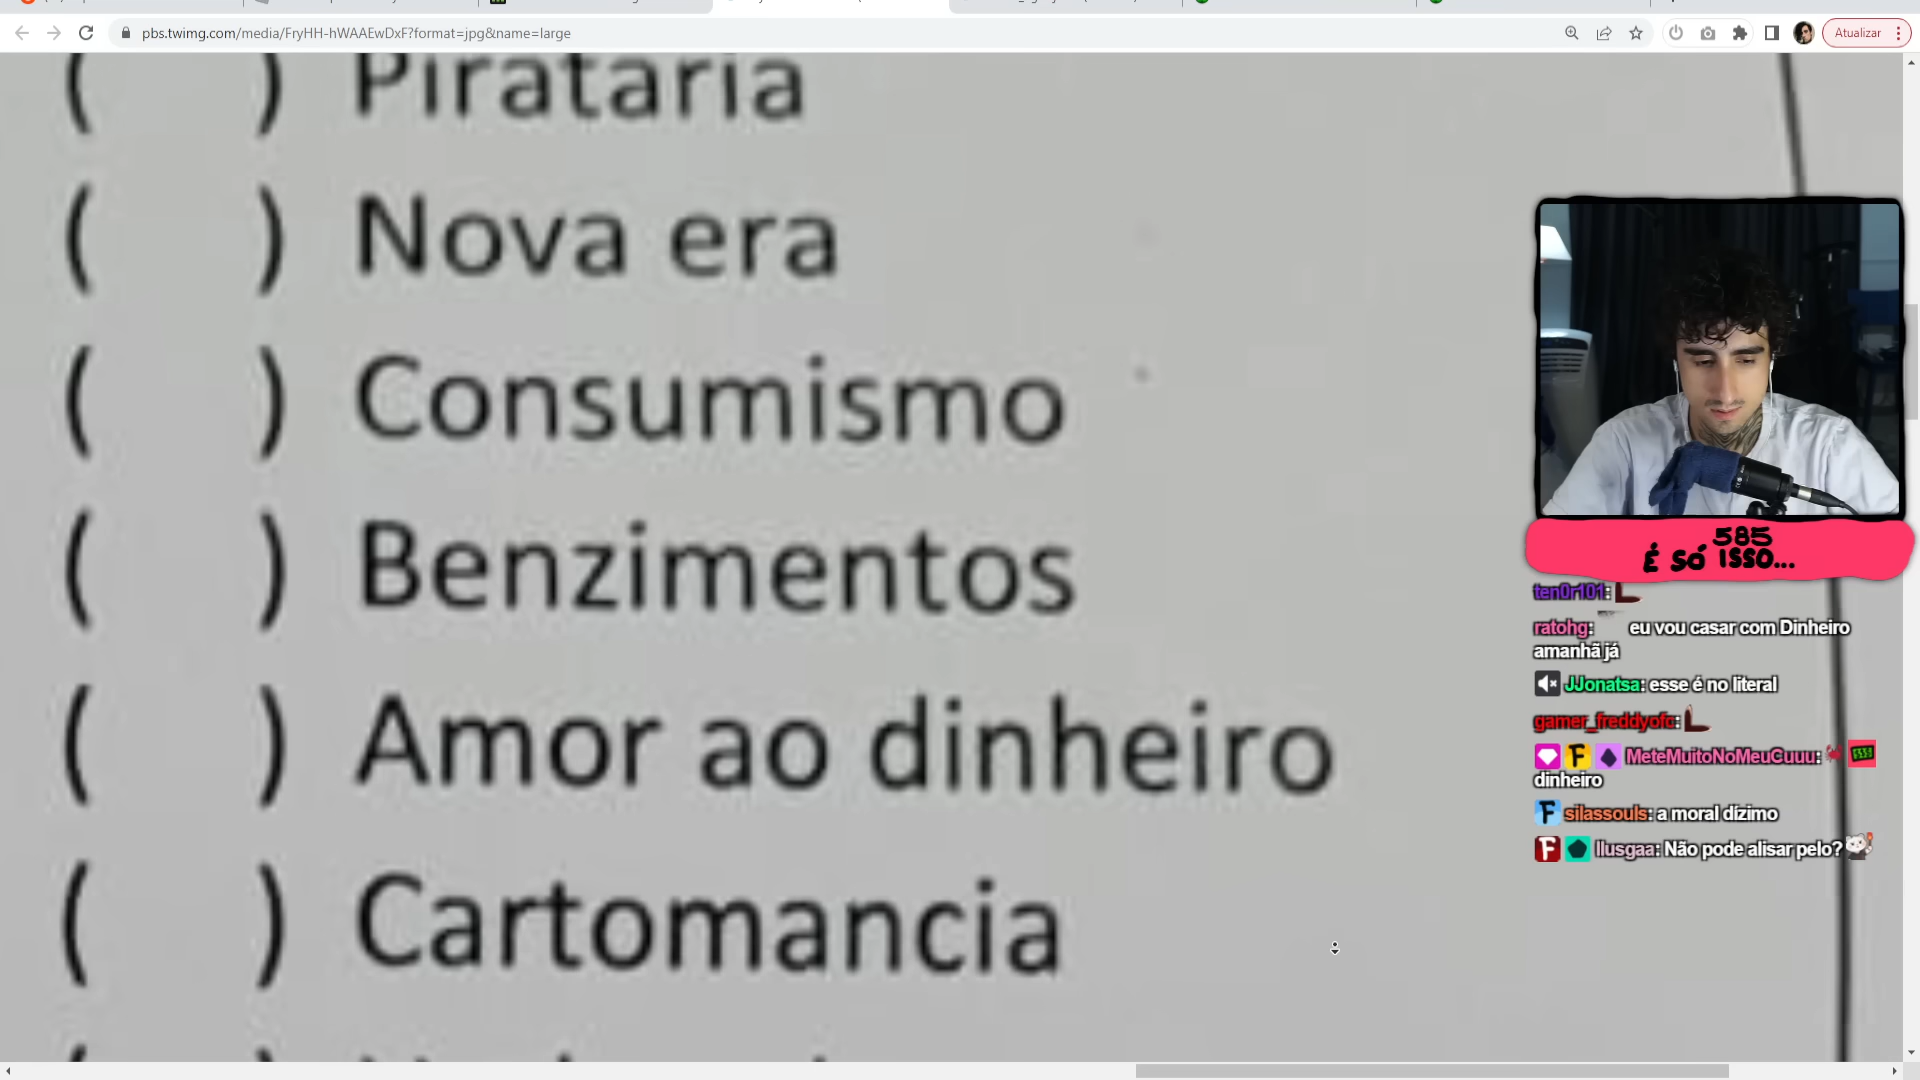 pbs.twimg.com/media/FryHH-hWAAEwDxF?format=jpg&name=large
Atualizar
( ) Pirataria
( ) Nova era
( ) Consumismo
( ) Benzimentos
( ) Amor ao dinheiro
( ) Cartomancia
585
É SÓ ISSO...
ten0r101:
ratohg: eu vou casar com Dinheiro
amanhã já
JJonatsa: esse é no literal
gamer_freddyofc:
MeteMuitoNoMeuCuuu:
dinheiro
silassouls: a moral dízimo
llusgaa: Não pode alisar pelo?